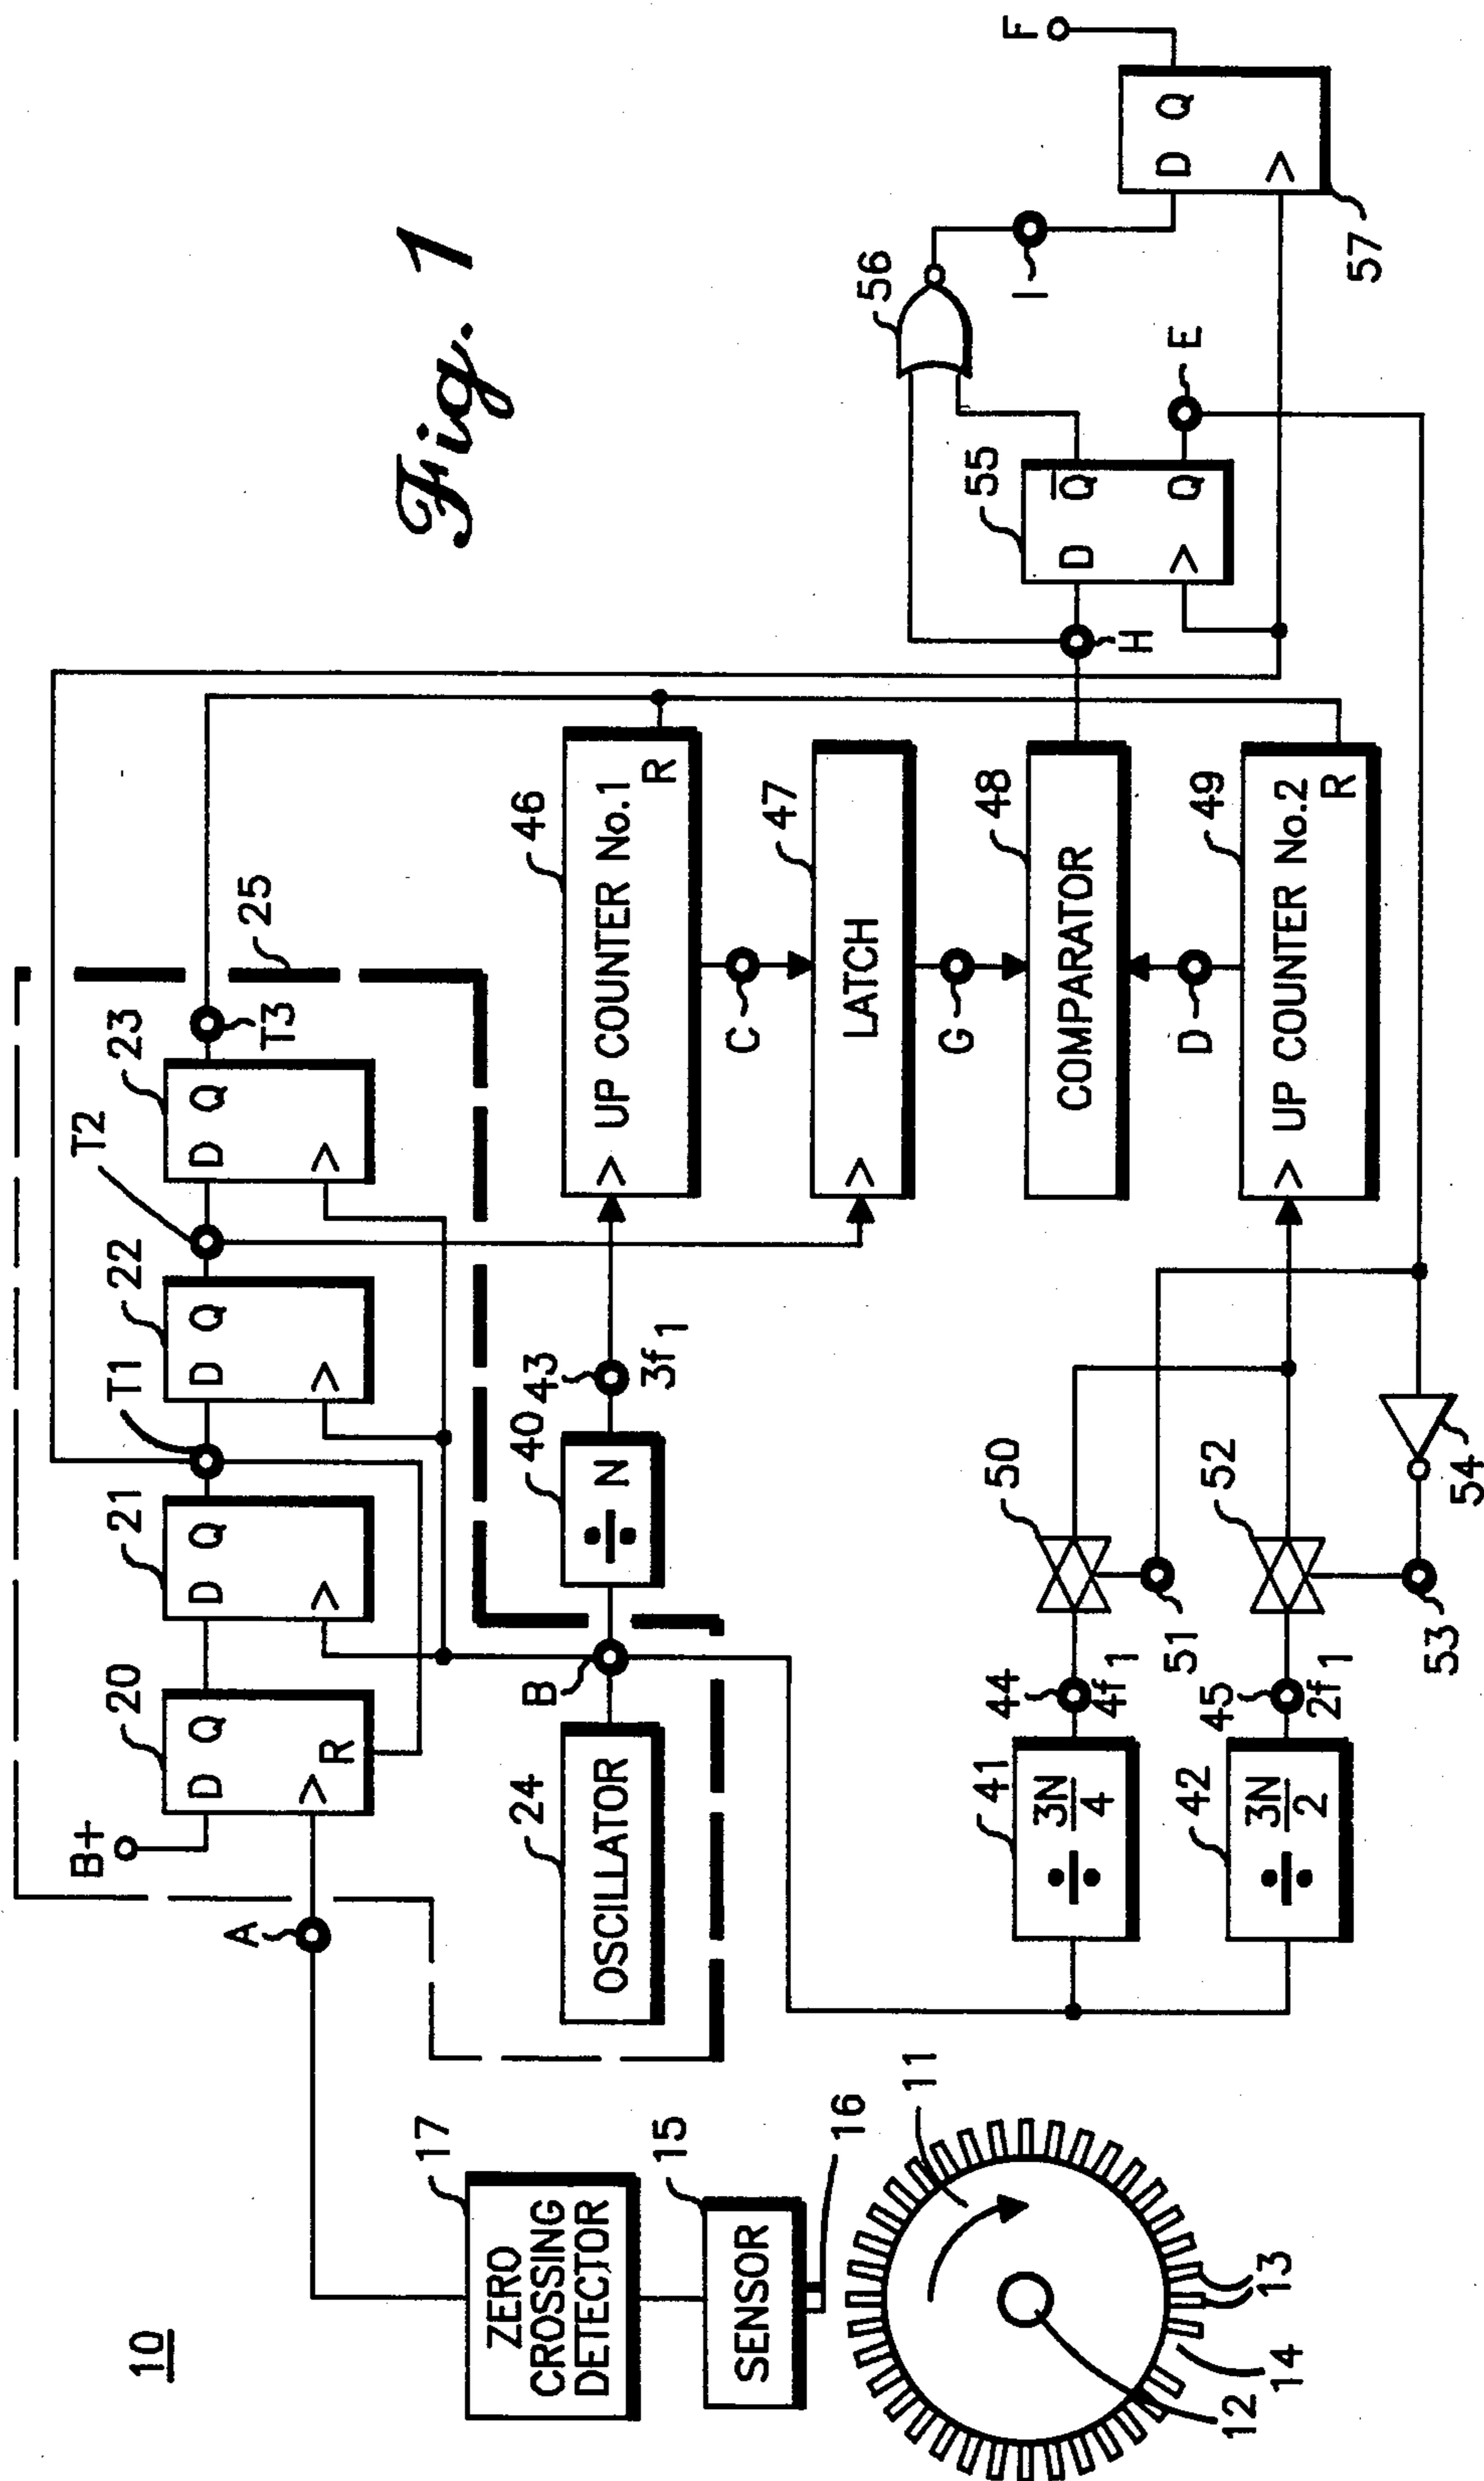 10
Fig. 1
B+
A
20
D Q
R
21
D Q
T1
22
D Q
T2
23
D Q
T3
25
17
ZERO
CROSSING
DETECTOR
15
SENSOR
16
11
12
13
14
24
OSCILLATOR
B
40
÷ N
43
3f1
46
> UP COUNTER No.1
R
C
47
LATCH
G
48
COMPARATOR
D
49
> UP COUNTER No.2
R
41
÷ 3N/4
44
4f1
50
51
42
÷ 3N/2
45
2f1
52
53
54
H
55
D Q̅
> Q
E
56
I
57
D Q
>
F